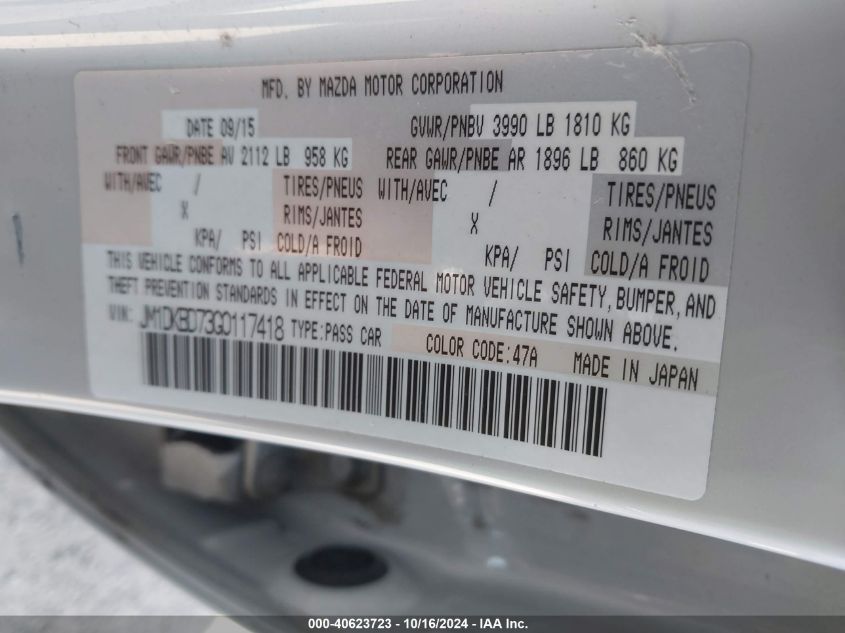 MFD. BY MAZDA MOTOR CORPORATION
DATE 09/15 GVWR/PNBV 3990 LB 1810 KG
FRONT GAWR/PNBE AV 2112 LB 958 KG REAR GAWR/PNBE AR 1896 LB 860 KG
WITH/AVEC / TIRES/PNEUS WITH/AVEC / TIRES/PNEUS
X RIMS/JANTES X RIMS/JANTES
KPA/ PSI COLD/A FROID KPA/ PSI COLD/A FROID
THIS VEHICLE CONFORMS TO ALL APPLICABLE FEDERAL MOTOR VEHICLE SAFETY, BUMPER, AND
THEFT PREVENTION STANDARDS IN EFFECT ON THE DATE OF MANUFACTURE SHOWN ABOVE.
VIN: JM1DKBD73G0117418 TYPE:PASS CAR COLOR CODE:47A MADE IN JAPAN
000-40623723 - 10/16/2024 - IAA Inc.